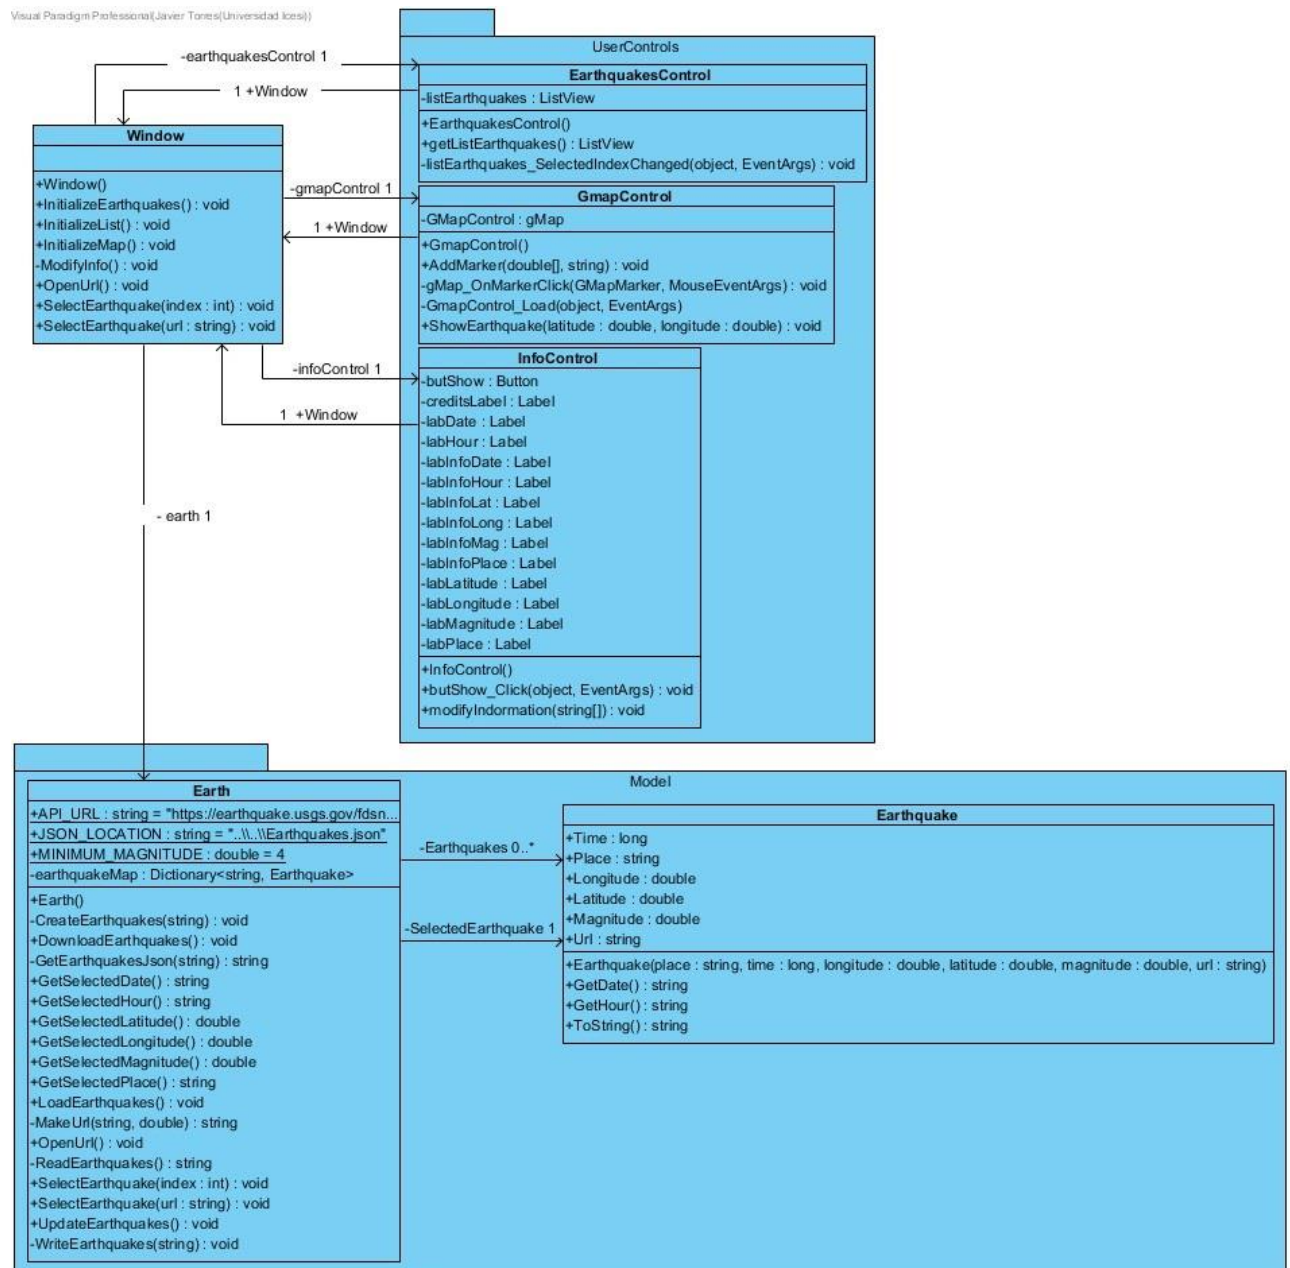 Visual Paradigm Professional(Javier Torres(Universidad Icesi))
UserControls
-earthquakesControl 1
1 +Window
EarthquakesControl
-listEarthquakes : ListView
+EarthquakesControl()
+getListEarthquakes() : ListView
-listEarthquakes_SelectedIndexChanged(object, EventArgs) : void
Window
+Window()
+InitializeEarthquakes() : void
+InitializeList() : void
+InitializeMap() : void
-ModifyInfo() : void
+OpenUrl() : void
+SelectEarthquake(index : int) : void
+SelectEarthquake(url : string) : void
-gmapControl 1
1 +Window
GmapControl
-GMapControl : gMap
+GmapControl()
+AddMarker(double[], string) : void
-gMap_OnMarkerClick(GMapMarker, MouseEventArgs) : void
-GmapControl_Load(object, EventArgs)
+ShowEarthquake(latitude : double, longitude : double) : void
-infoControl 1
1 +Window
InfoControl
-butShow : Button
-creditsLabel : Label
-labDate : Label
-labHour : Label
-labInfoDate : Label
-labInfoHour : Label
-labInfoLat : Label
-labInfoLong : Label
-labInfoMag : Label
-labInfoPlace : Label
-labLatitude : Label
-labLongitude : Label
-labMagnitude : Label
-labPlace : Label
+InfoControl()
+butShow_Click(object, EventArgs) : void
+modifyIndormation(string[]) : void
- earth 1
Model
Earth
+API_URL : string = "https://earthquake.usgs.gov/fdsn...
+JSON_LOCATION : string = "..\\..\\Earthquakes.json"
+MINIMUM_MAGNITUDE : double = 4
-earthquakeMap : Dictionary<string, Earthquake>
+Earth()
-CreateEarthquakes(string) : void
+DownloadEarthquakes() : void
-GetEarthquakesJson(string) : string
+GetSelectedDate() : string
+GetSelectedHour() : string
+GetSelectedLatitude() : double
+GetSelectedLongitude() : double
+GetSelectedMagnitude() : double
+GetSelectedPlace() : string
+LoadEarthquakes() : void
-MakeUrl(string, double) : string
+OpenUrl() : void
-ReadEarthquakes() : string
+SelectEarthquake(index : int) : void
+SelectEarthquake(url : string) : void
+UpdateEarthquakes() : void
-WriteEarthquakes(string) : void
-Earthquakes 0..*
-SelectedEarthquake 1
Earthquake
+Time : long
+Place : string
+Longitude : double
+Latitude : double
+Magnitude : double
+Url : string
+Earthquake(place : string, time : long, longitude : double, latitude : double, magnitude : double, url : string)
+GetDate() : string
+GetHour() : string
+ToString() : string